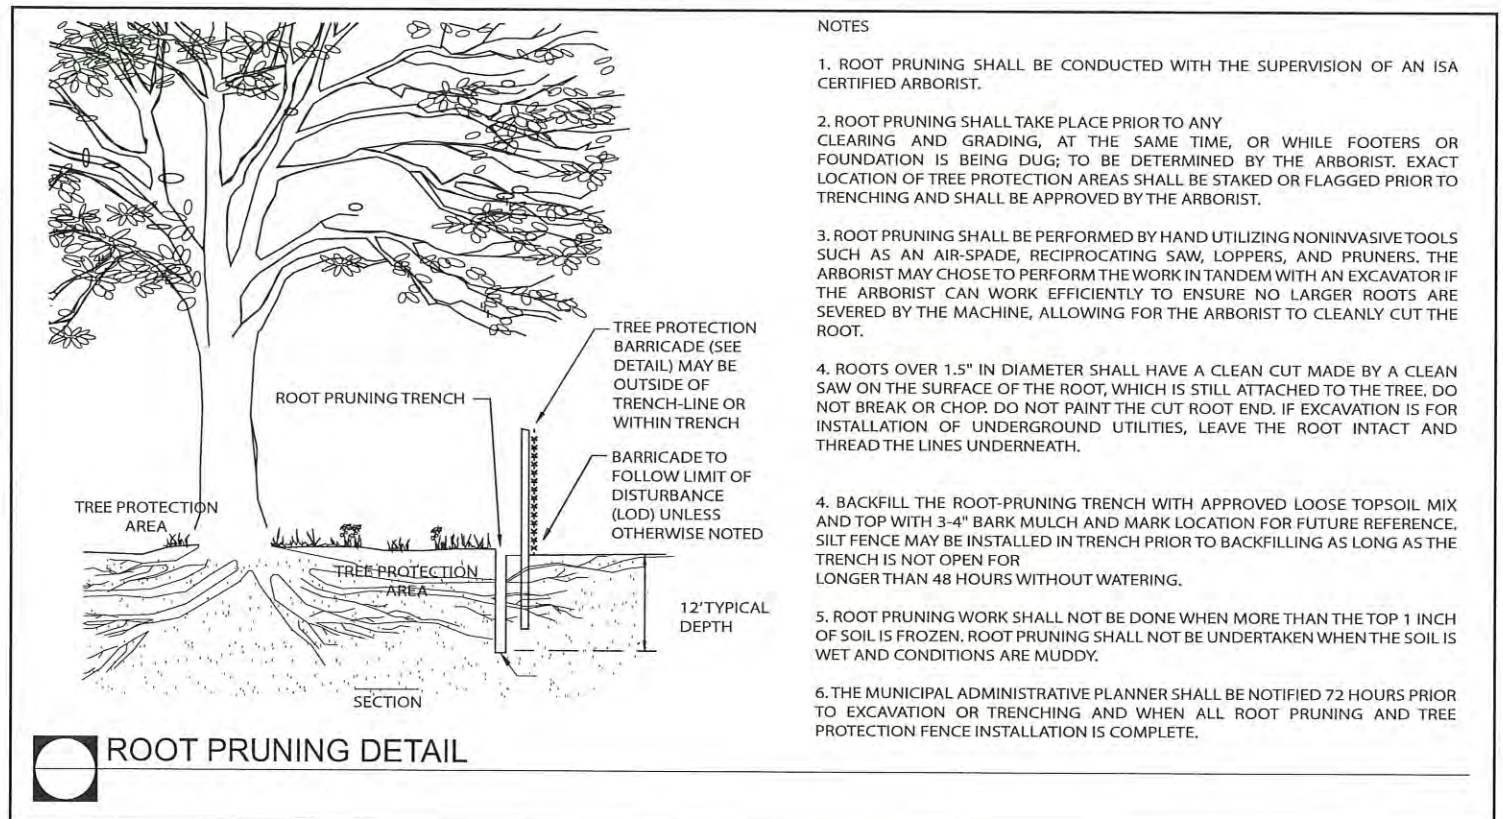 TREE PROTECTION
BARRICADE (SEE
DETAIL) MAY BE
OUTSIDE OF
TRENCH-LINE OR
WITHIN TRENCH
ROOT PRUNING TRENCH
BARRICADE TO
FOLLOW LIMIT OF
DISTURBANCE
(LOD) UNLESS
OTHERWISE NOTED
TREE PROTECTION
AREA
TREE PROTECTION
AREA
12' TYPICAL
DEPTH
SECTION
ROOT PRUNING DETAIL
NOTES
1. ROOT PRUNING SHALL BE CONDUCTED WITH THE SUPERVISION OF AN ISA
CERTIFIED ARBORIST.
2. ROOT PRUNING SHALL TAKE PLACE PRIOR TO ANY
CLEARING AND GRADING, AT THE SAME TIME, OR WHILE FOOTERS OR
FOUNDATION IS BEING DUG; TO BE DETERMINED BY THE ARBORIST. EXACT
LOCATION OF TREE PROTECTION AREAS SHALL BE STAKED OR FLAGGED PRIOR TO
TRENCHING AND SHALL BE APPROVED BY THE ARBORIST.
3. ROOT PRUNING SHALL BE PERFORMED BY HAND UTILIZING NONINVASIVE TOOLS
SUCH AS AN AIR-SPADE, RECIPROCATING SAW, LOPPERS, AND PRUNERS. THE
ARBORIST MAY CHOSE TO PERFORM THE WORK IN TANDEM WITH AN EXCAVATOR IF
THE ARBORIST CAN WORK EFFICIENTLY TO ENSURE NO LARGER ROOTS ARE
SEVERED BY THE MACHINE, ALLOWING FOR THE ARBORIST TO CLEANLY CUT THE
ROOT.
4. ROOTS OVER 1.5" IN DIAMETER SHALL HAVE A CLEAN CUT MADE BY A CLEAN
SAW ON THE SURFACE OF THE ROOT, WHICH IS STILL ATTACHED TO THE TREE. DO
NOT BREAK OR CHOP. DO NOT PAINT THE CUT ROOT END. IF EXCAVATION IS FOR
INSTALLATION OF UNDERGROUND UTILITIES, LEAVE THE ROOT INTACT AND
THREAD THE LINES UNDERNEATH.
4. BACKFILL THE ROOT-PRUNING TRENCH WITH APPROVED LOOSE TOPSOIL MIX
AND TOP WITH 3-4" BARK MULCH AND MARK LOCATION FOR FUTURE REFERENCE.
SILT FENCE MAY BE INSTALLED IN TRENCH PRIOR TO BACKFILLING AS LONG AS THE
TRENCH IS NOT OPEN FOR
LONGER THAN 48 HOURS WITHOUT WATERING.
5. ROOT PRUNING WORK SHALL NOT BE DONE WHEN MORE THAN THE TOP 1 INCH
OF SOIL IS FROZEN. ROOT PRUNING SHALL NOT BE UNDERTAKEN WHEN THE SOIL IS
WET AND CONDITIONS ARE MUDDY.
6. THE MUNICIPAL ADMINISTRATIVE PLANNER SHALL BE NOTIFIED 72 HOURS PRIOR
TO EXCAVATION OR TRENCHING AND WHEN ALL ROOT PRUNING AND TREE
PROTECTION FENCE INSTALLATION IS COMPLETE.